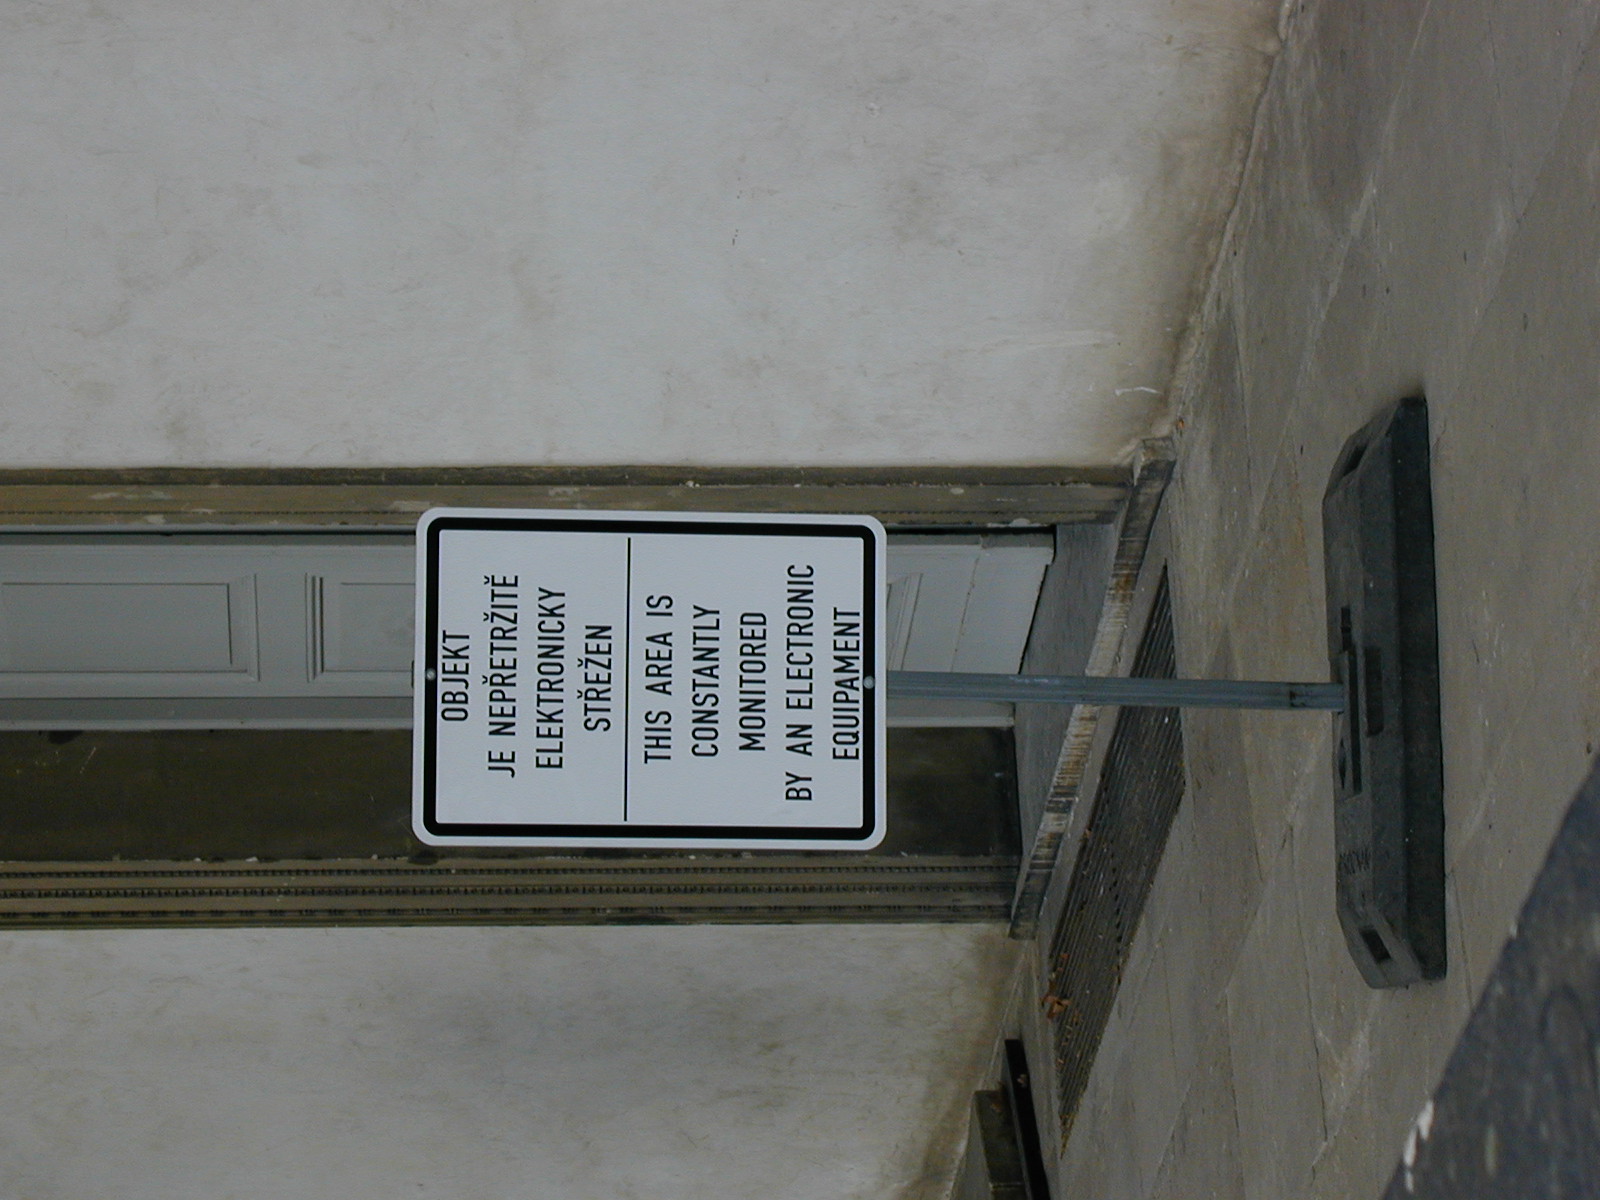 OBJEKT
JE NEPŘETRŽITĚ
ELEKTRONICKY
STŘEŽEN
THIS AREA IS
CONSTANTLY
MONITORED
BY AN ELECTRONIC
EQUIPAMENT